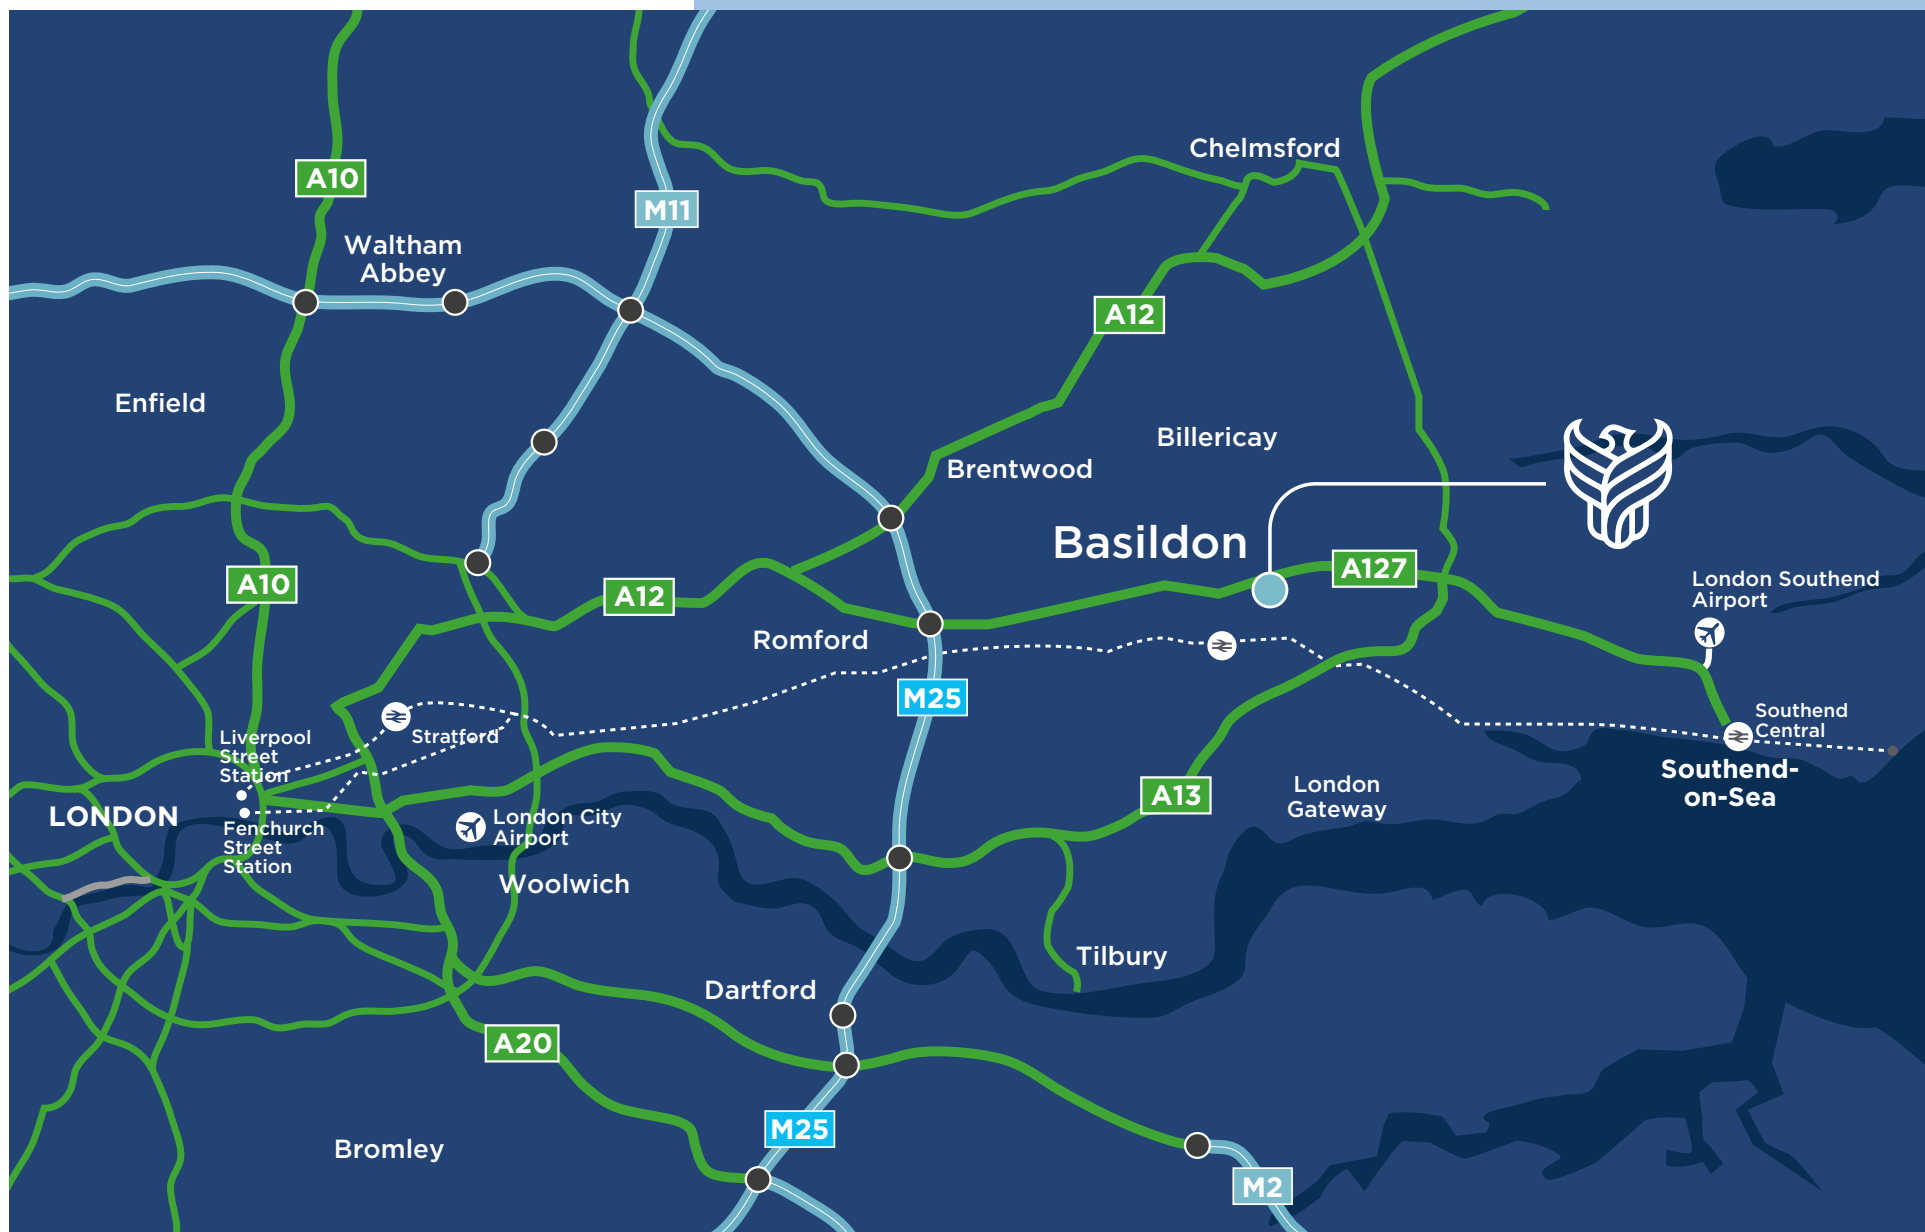 Chelmsford
A10
M11
Waltham
Abbey
A12
Enfield
Billericay
Brentwood
Basildon
A127
A10
A12
London Southend
Airport
Romford
M25
Stratford
Liverpool
Street
Station
Southend
Central
Southend-
on-Sea
London
Gateway
A13
LONDON
London City
Airport
Fenchurch
Street
Station
Woolwich
Tilbury
Dartford
A20
M25
Bromley
M2